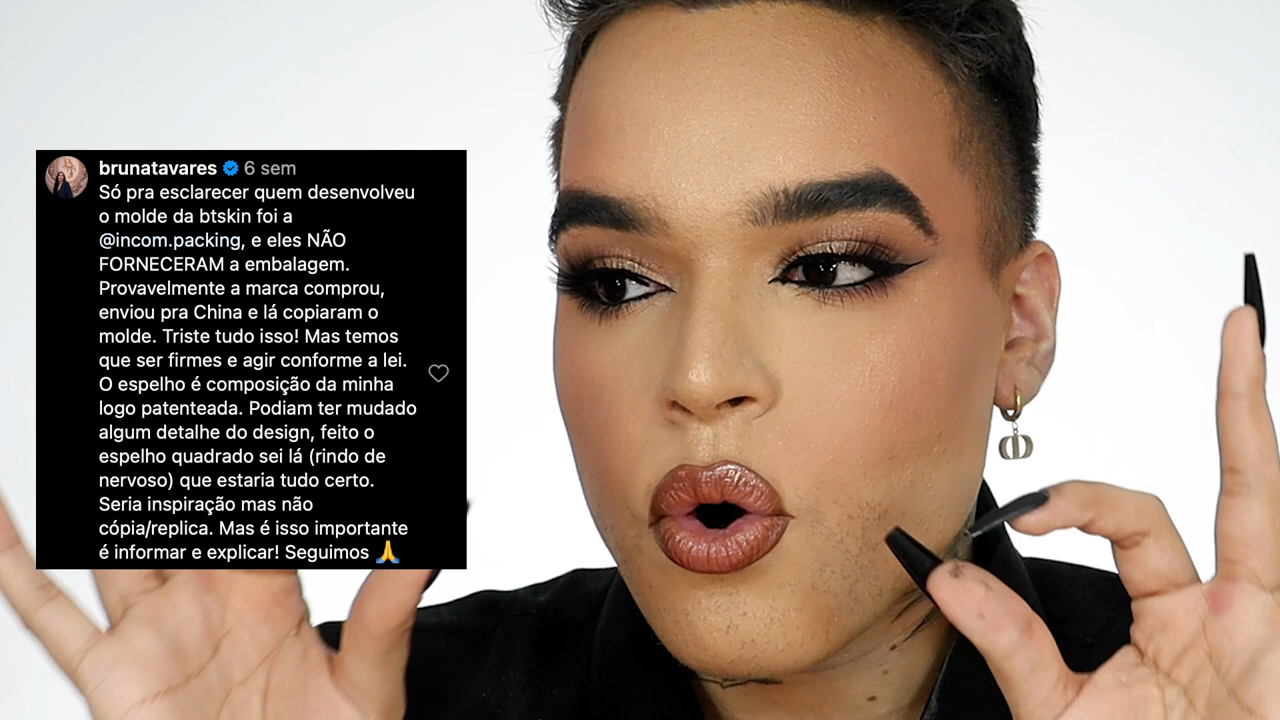 brunatavares 6 sem
Só pra esclarecer quem desenvolveu
o molde da btskin foi a
@incom.packing, e eles NÃO
FORNECERAM a embalagem.
Provavelmente a marca comprou,
enviou pra China e lá copiaram o
molde. Triste tudo isso! Mas temos
que ser firmes e agir conforme a lei.
O espelho é composição da minha
logo patenteada. Podiam ter mudado
algum detalhe do design, feito o
espelho quadrado sei lá (rindo de
nervoso) que estaria tudo certo.
Seria inspiração mas não
cópia/replica. Mas é isso importante
é informar e explicar! Seguimos 🙏